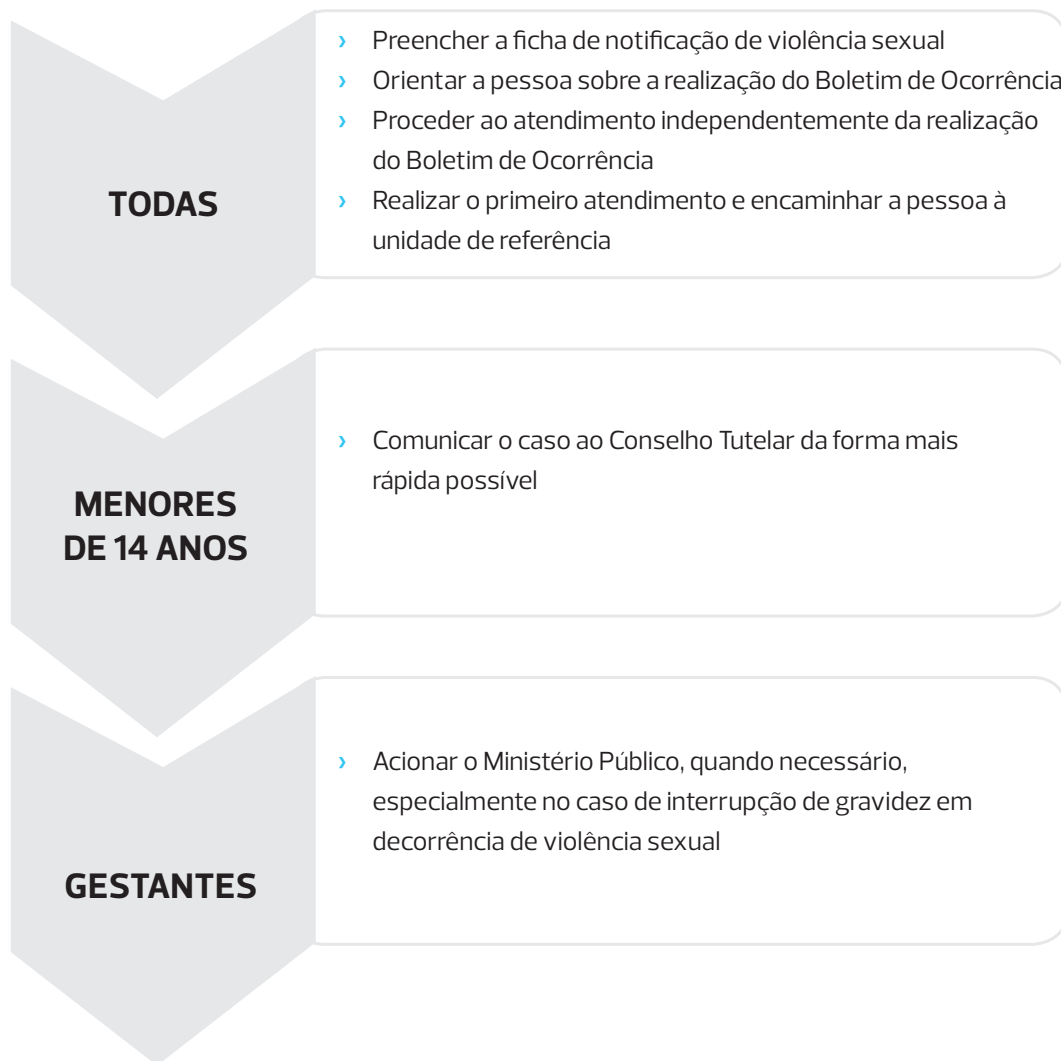 TODAS
› Preencher a ficha de notificação de violência sexual
› Orientar a pessoa sobre a realização do Boletim de Ocorrência
› Proceder ao atendimento independentemente da realização
do Boletim de Ocorrência
› Realizar o primeiro atendimento e encaminhar a pessoa à
unidade de referência
MENORES
DE 14 ANOS
› Comunicar o caso ao Conselho Tutelar da forma mais
rápida possível
GESTANTES
› Acionar o Ministério Público, quando necessário,
especialmente no caso de interrupção de gravidez em
decorrência de violência sexual